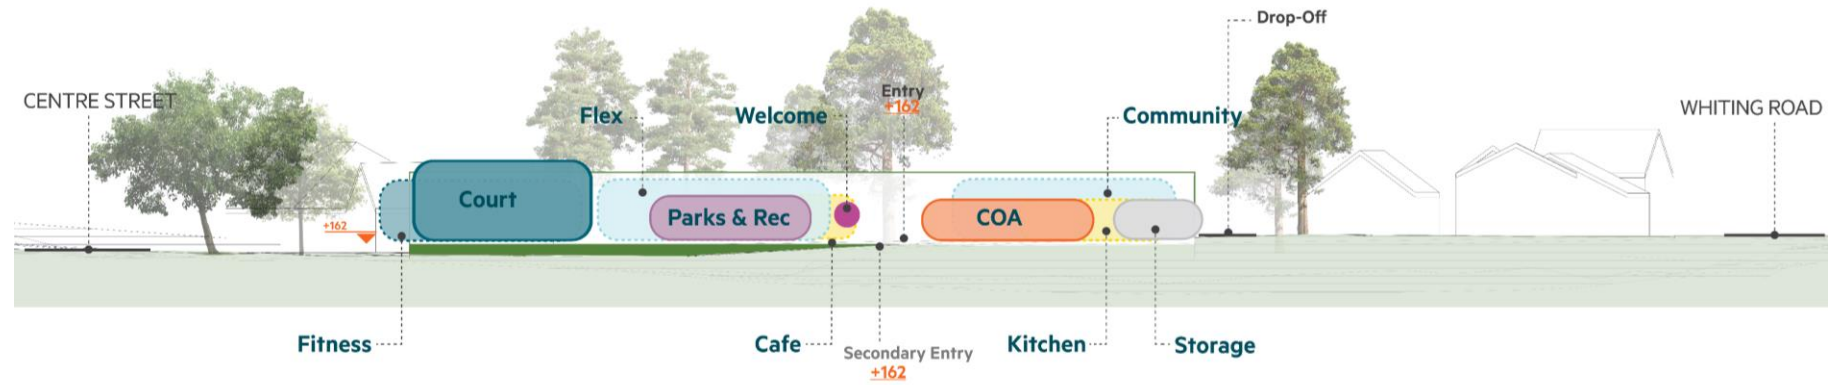 Drop-Off
CENTRE STREET
Entry
+162
WHITING ROAD
Flex
Welcome
Community
Court
Parks & Rec
COA
+162
Fitness
Cafe
Secondary Entry
+162
Kitchen
Storage